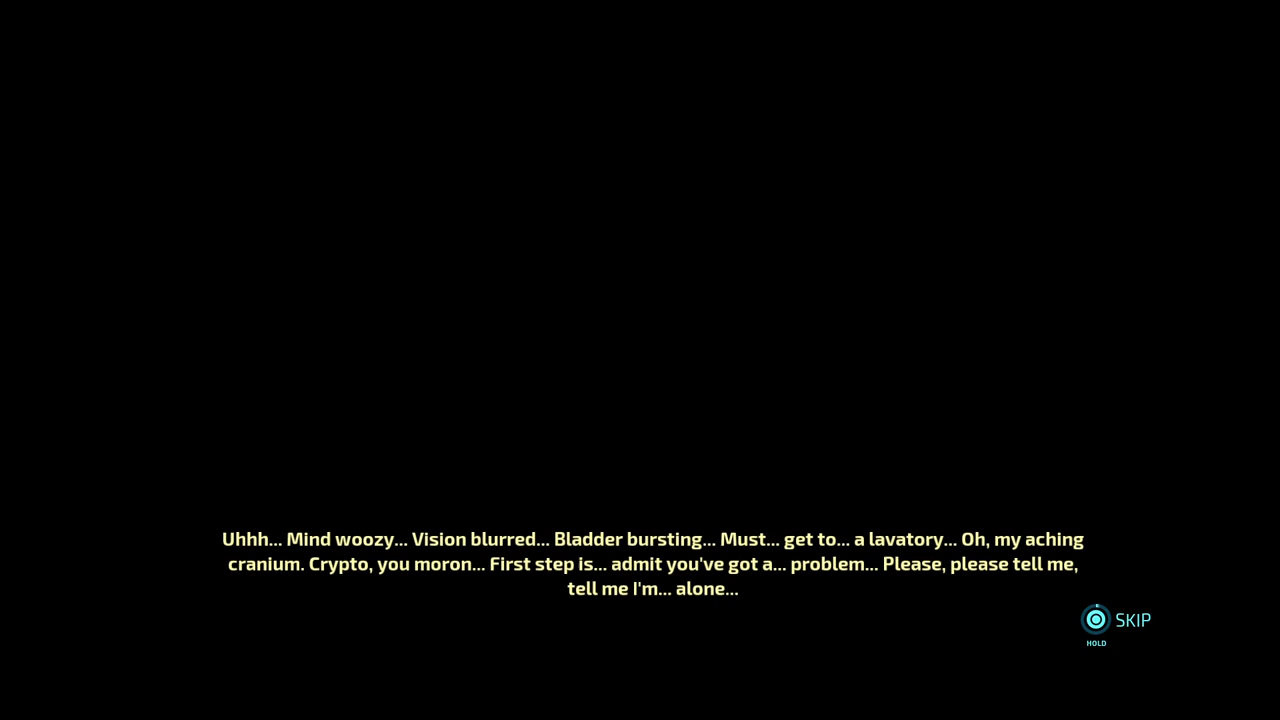 Uhhh... Mind woozy... Vision blurred... Bladder bursting... Must... get to... a lavatory... Oh, my aching
cranium. Crypto, you moron... First step is... admit you've got a... problem... Please, please tell me,
tell me I'm... alone...
SKIP
HOLD